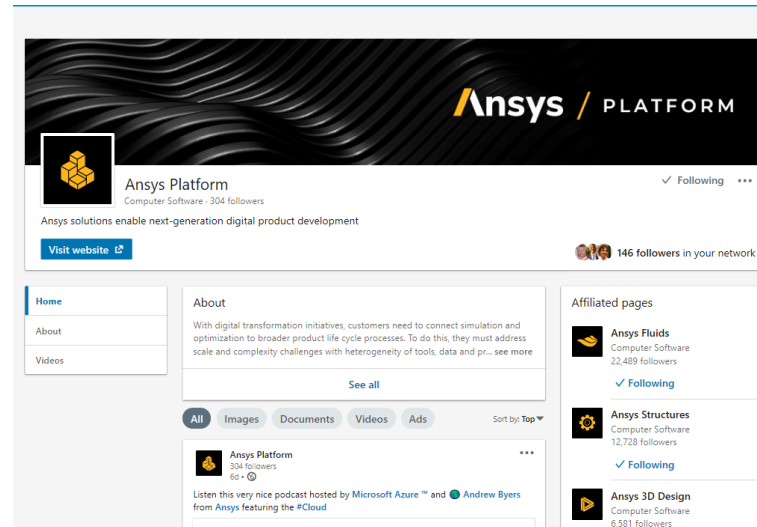 Ansys / PLATFORM
Ansys Platform
Computer Software · 304 followers
Following
Ansys solutions enable next-generation digital product development
Visit website
146 followers in your network
Home
About
Videos
About
With digital transformation initiatives, customers need to connect simulation and
optimization to broader product life cycle processes. To do this, they must address
scale and complexity challenges with heterogeneity of tools, data and pr... see more
See all
All
Images
Documents
Videos
Ads
Sort by: Top
Ansys Platform
304 followers
6d •
Listen this very nice podcast hosted by Microsoft Azure ™ and Andrew Byers
from Ansys featuring the #Cloud
Affiliated pages
Ansys Fluids
Computer Software
22,489 followers
Following
Ansys Structures
Computer Software
12,728 followers
Following
Ansys 3D Design
Computer Software
6,581 followers